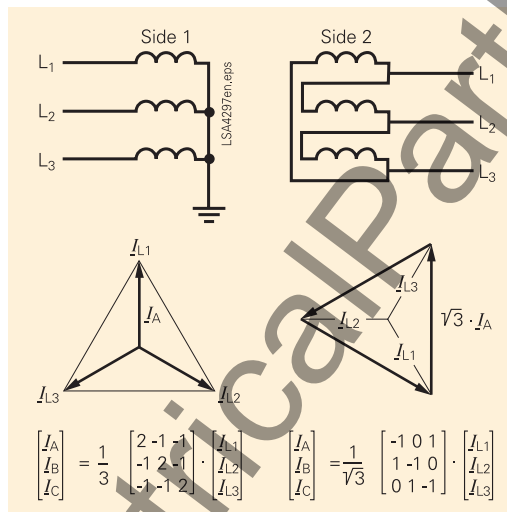 Side 1
Side 2
L1
L2
L3
LSA4297en.eps
L1
L2
L3
IL1
IA
IL3
IL2
IL3
IL2
IL1
√3 · IA
[IA IB IC] = 1/3 [2 -1 -1 -1 2 -1 -1 -1 2] · [IL1 IL2 IL3]
[IA IB IC] = 1/√3 [-1 0 1 1 -1 0 0 1 -1] · [IL1 IL2 IL3]